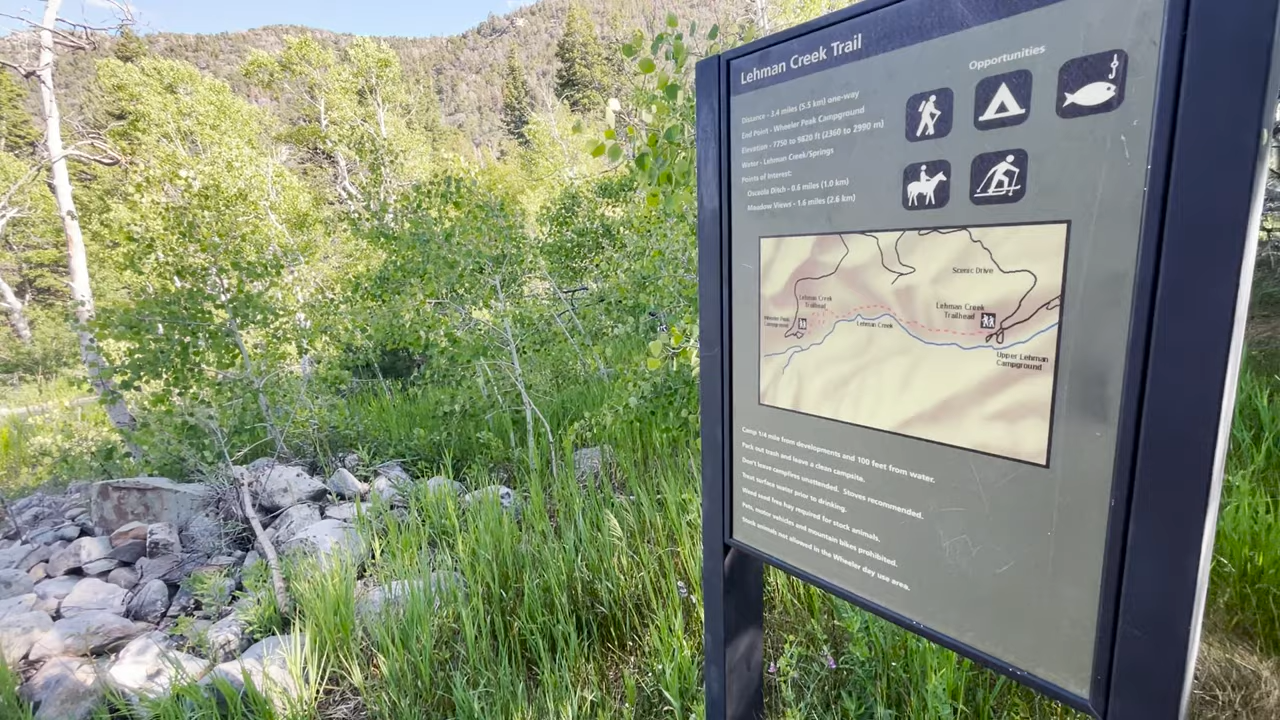 Lehman Creek Trail
Opportunities
Distance - 3.4 miles (5.5 km) one-way
End Point - Wheeler Peak Campground
Elevation - 7750 to 9820 ft (2360 to 2990 m)
Water - Lehman Creek/Springs
Points of Interest:
Osceola Ditch - 0.6 miles (1.0 km)
Meadow Views - 1.6 miles (2.6 km)
Scenic Drive
Lehman Creek
Trailhead
Wheeler Peak
Campground
Lehman Creek
Lehman Creek
Trailhead
Upper Lehman
Campground
Camp 1/4 mile from developments and 100 feet from water.
Pack out trash and leave a clean campsite.
Don't leave campfires unattended. Stoves recommended.
Treat surface water prior to drinking.
Weed seed free hay required for stock animals.
Pets, motor vehicles and mountain bikes prohibited.
Stock animals not allowed in the Wheeler day use area.